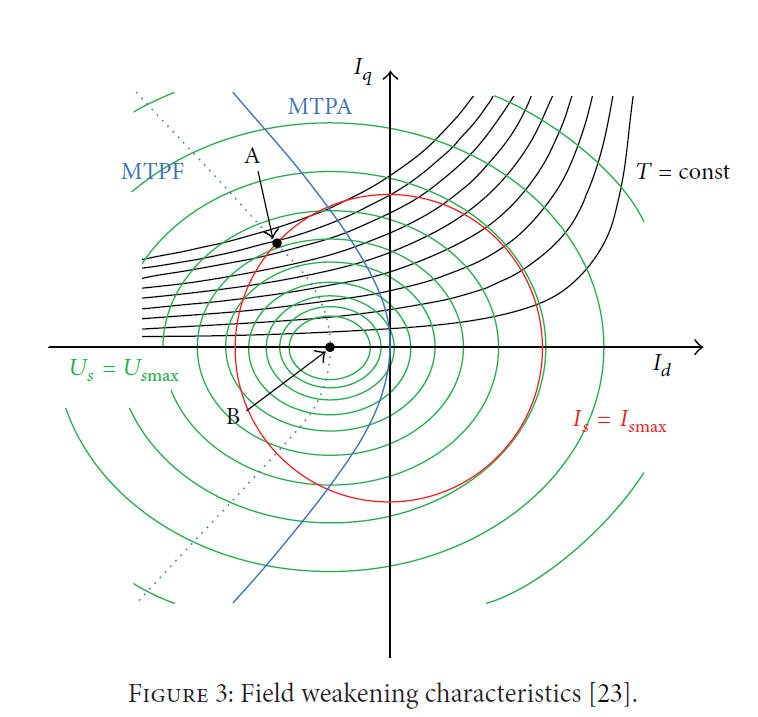 Iq
MTPA
A
MTPF
T = const
Us = Usmax
Id
B
Is = Ismax
FIGURE 3: Field weakening characteristics [23].